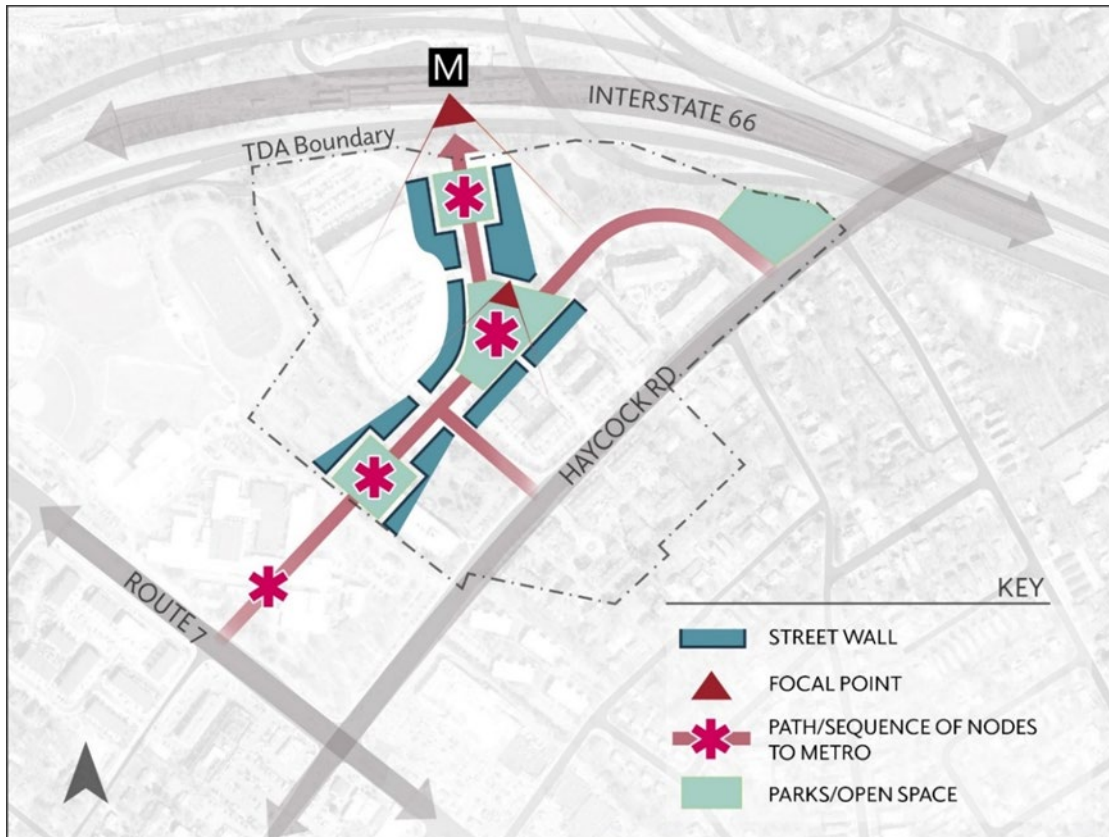 M
INTERSTATE 66
TDA Boundary
HAYCOCK RD
ROUTE 7
KEY
STREET WALL
FOCAL POINT
PATH/SEQUENCE OF NODES
TO METRO
PARKS/OPEN SPACE